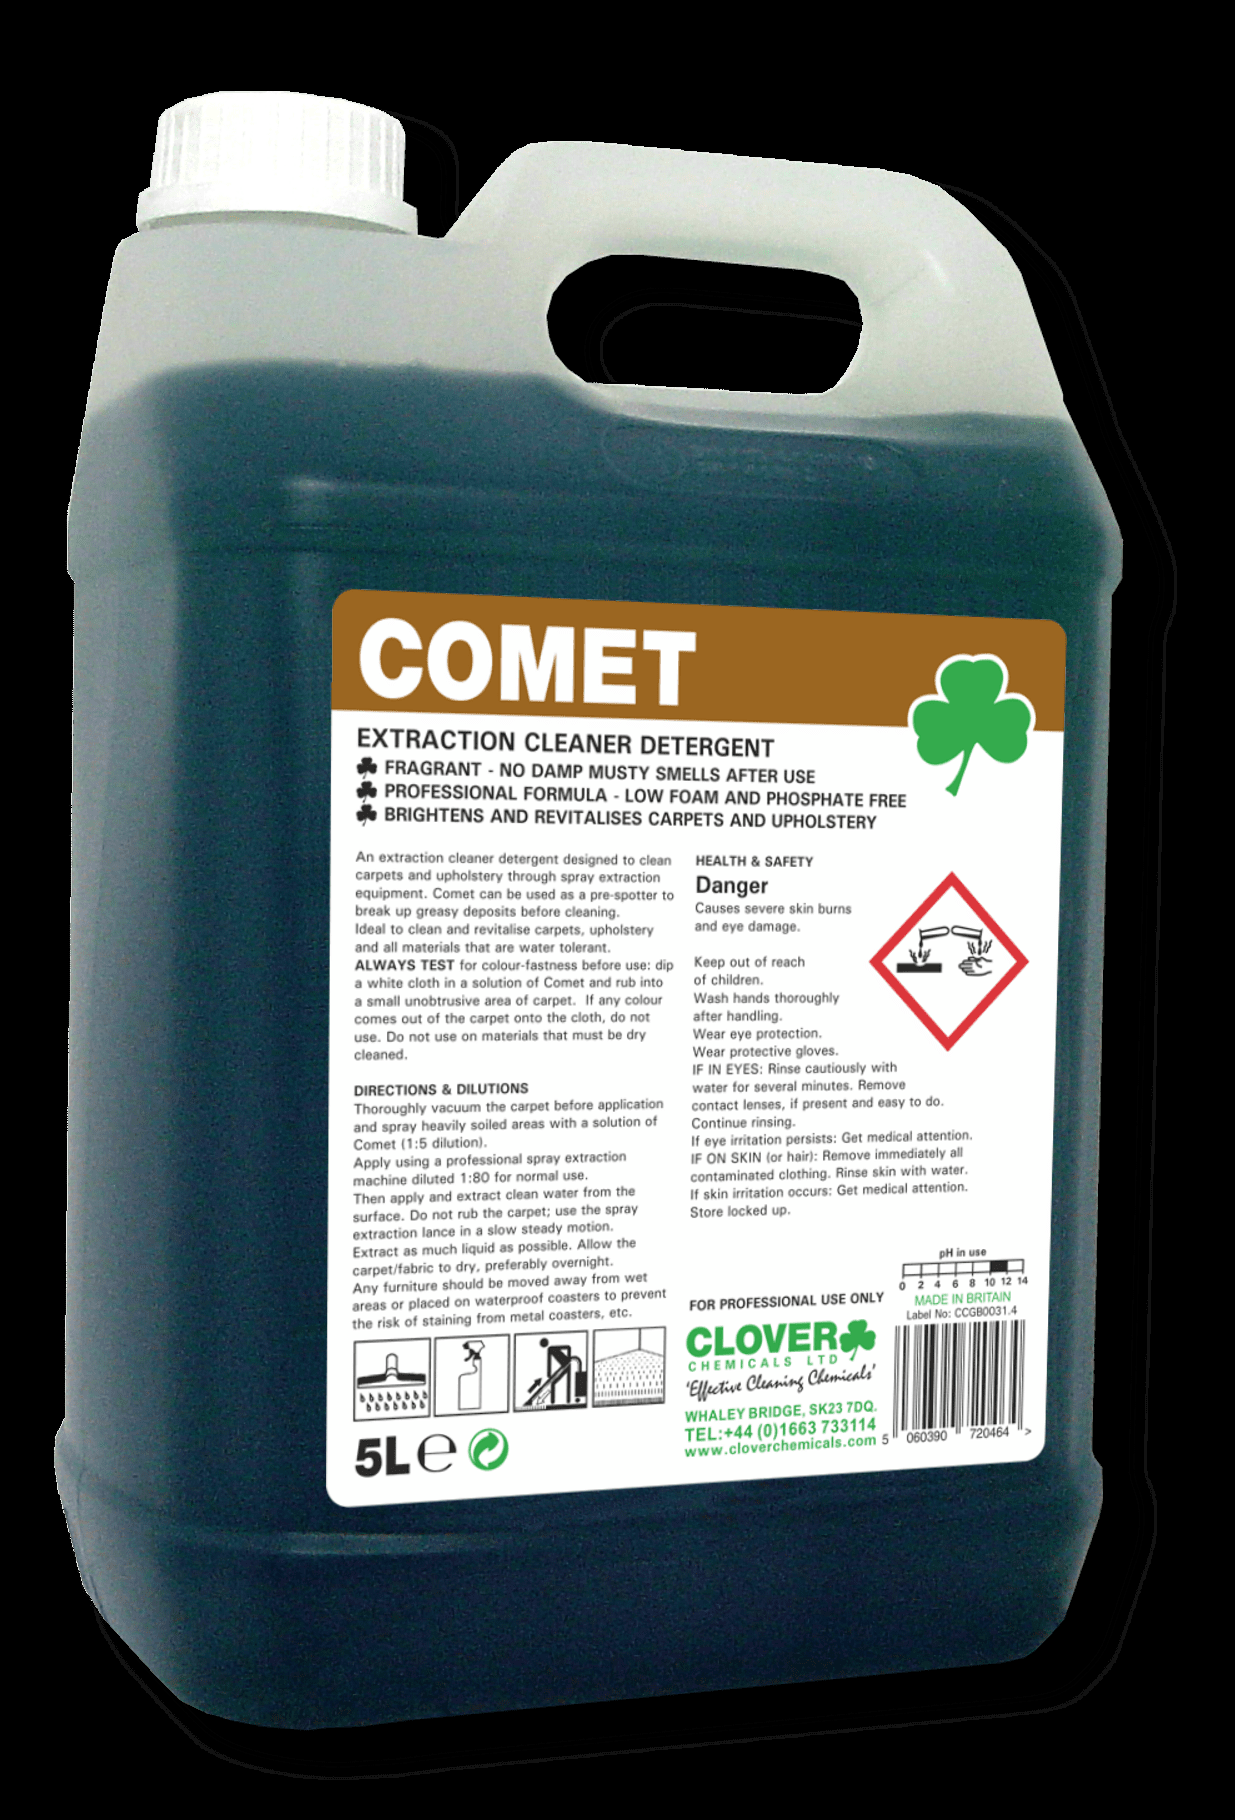 COMET
EXTRACTION CLEANER DETERGENT
FRAGRANT - NO DAMP MUSTY SMELLS AFTER USE
PROFESSIONAL FORMULA - LOW FOAM AND PHOSPHATE FREE
BRIGHTENS AND REVITALISES CARPETS AND UPHOLSTERY
An extraction cleaner detergent designed to clean
carpets and upholstery through spray extraction
equipment. Comet can be used as a pre-spotter to
break up greasy deposits before cleaning.
Ideal to clean and revitalise carpets, upholstery
and all materials that are water tolerant.
ALWAYS TEST for colour-fastness before use: dip
a white cloth in a solution of Comet and rub into
a small unobtrusive area of carpet. If any colour
comes out of the carpet onto the cloth, do not
use. Do not use on materials that must be dry
cleaned.
DIRECTIONS & DILUTIONS
Thoroughly vacuum the carpet before application
and spray heavily soiled areas with a solution of
Comet (1:5 dilution).
Apply using a professional spray extraction
machine diluted 1:80 for normal use.
Then apply and extract clean water from the
surface. Do not rub the carpet; use the spray
extraction lance in a slow steady motion.
Extract as much liquid as possible. Allow the
carpet/fabric to dry, preferably overnight.
Any furniture should be moved away from wet
areas or placed on waterproof coasters to prevent
the risk of staining from metal coasters, etc.
5L e
HEALTH & SAFETY
Danger
Causes severe skin burns
and eye damage.
Keep out of reach
of children.
Wash hands thoroughly
after handling.
Wear eye protection.
Wear protective gloves.
IF IN EYES: Rinse cautiously with
water for several minutes. Remove
contact lenses, if present and easy to do.
Continue rinsing.
If eye irritation persists: Get medical attention.
IF ON SKIN (or hair): Remove immediately all
contaminated clothing. Rinse skin with water.
If skin irritation occurs: Get medical attention.
Store locked up.
pH in use
0 2 4 6 8 10 12 14
MADE IN BRITAIN
Label No: CCGB0031.4
FOR PROFESSIONAL USE ONLY
CLOVER
CHEMICALS LTD
'Effective Cleaning Chemicals'
WHALEY BRIDGE, SK23 7DQ.
TEL:+44 (0)1663 733114
www.cloverchemicals.com
5 060390 720464 >